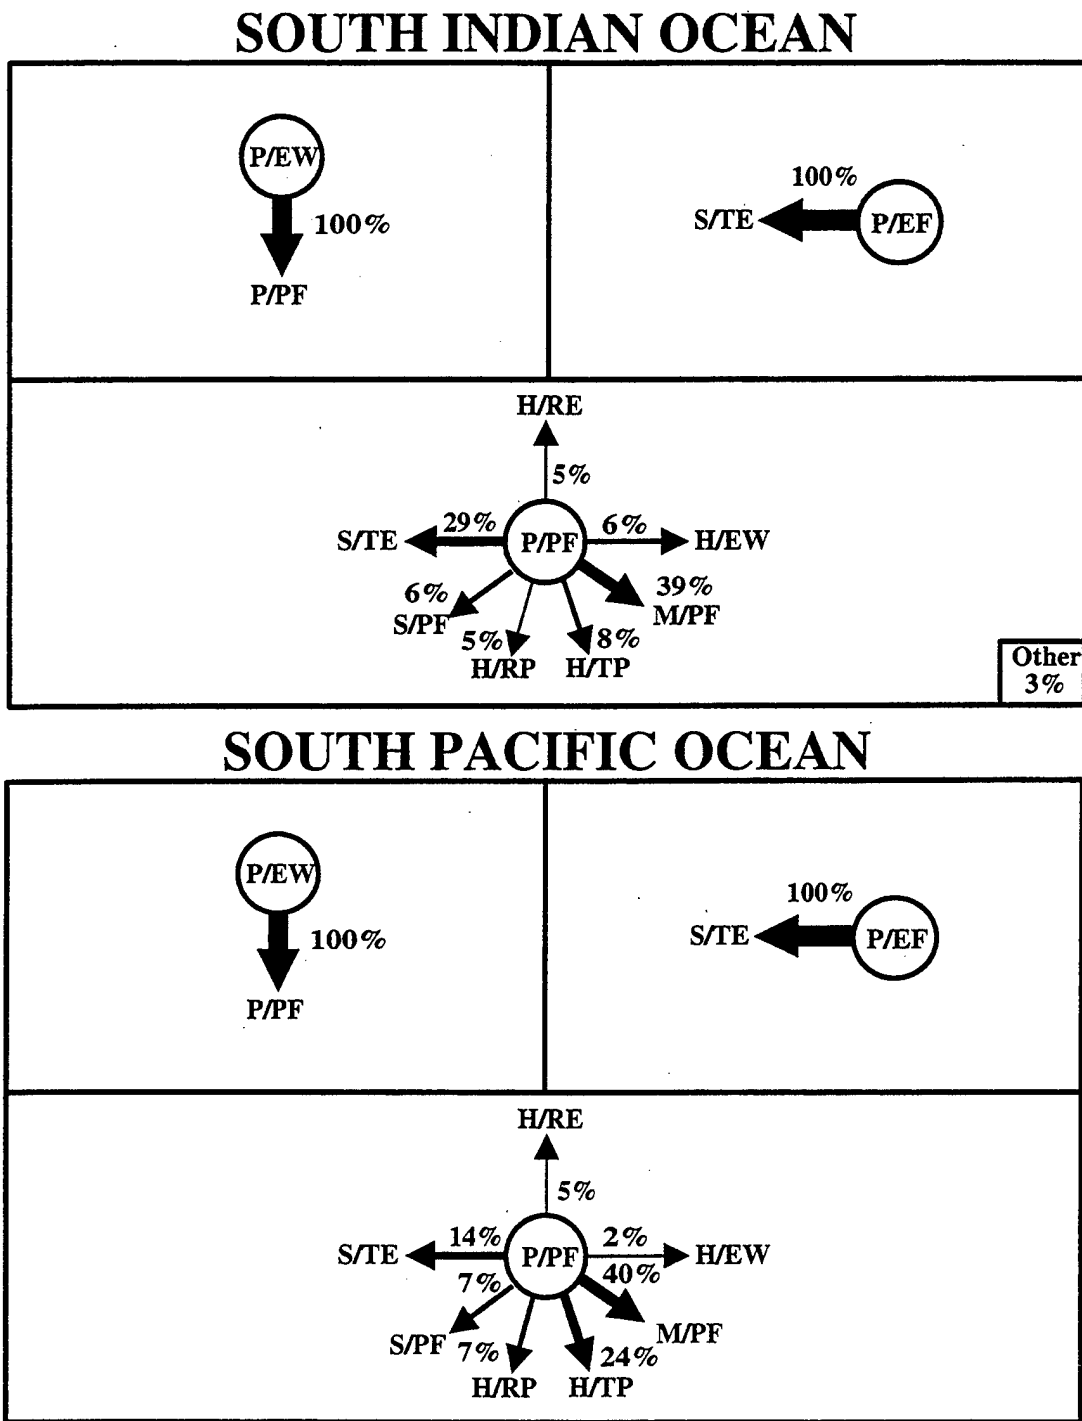 SOUTH INDIAN OCEAN
P/EW
100%
P/PF
100%
S/TE
P/EF
H/RE
5%
S/TE
29%
P/PF
6%
H/EW
6%
S/PF
39%
M/PF
5%
H/RP
8%
H/TP
Other
3%
SOUTH PACIFIC OCEAN
P/EW
100%
P/PF
100%
S/TE
P/EF
H/RE
5%
S/TE
14%
P/PF
2%
H/EW
7%
40%
S/PF
M/PF
7%
24%
H/RP
H/TP